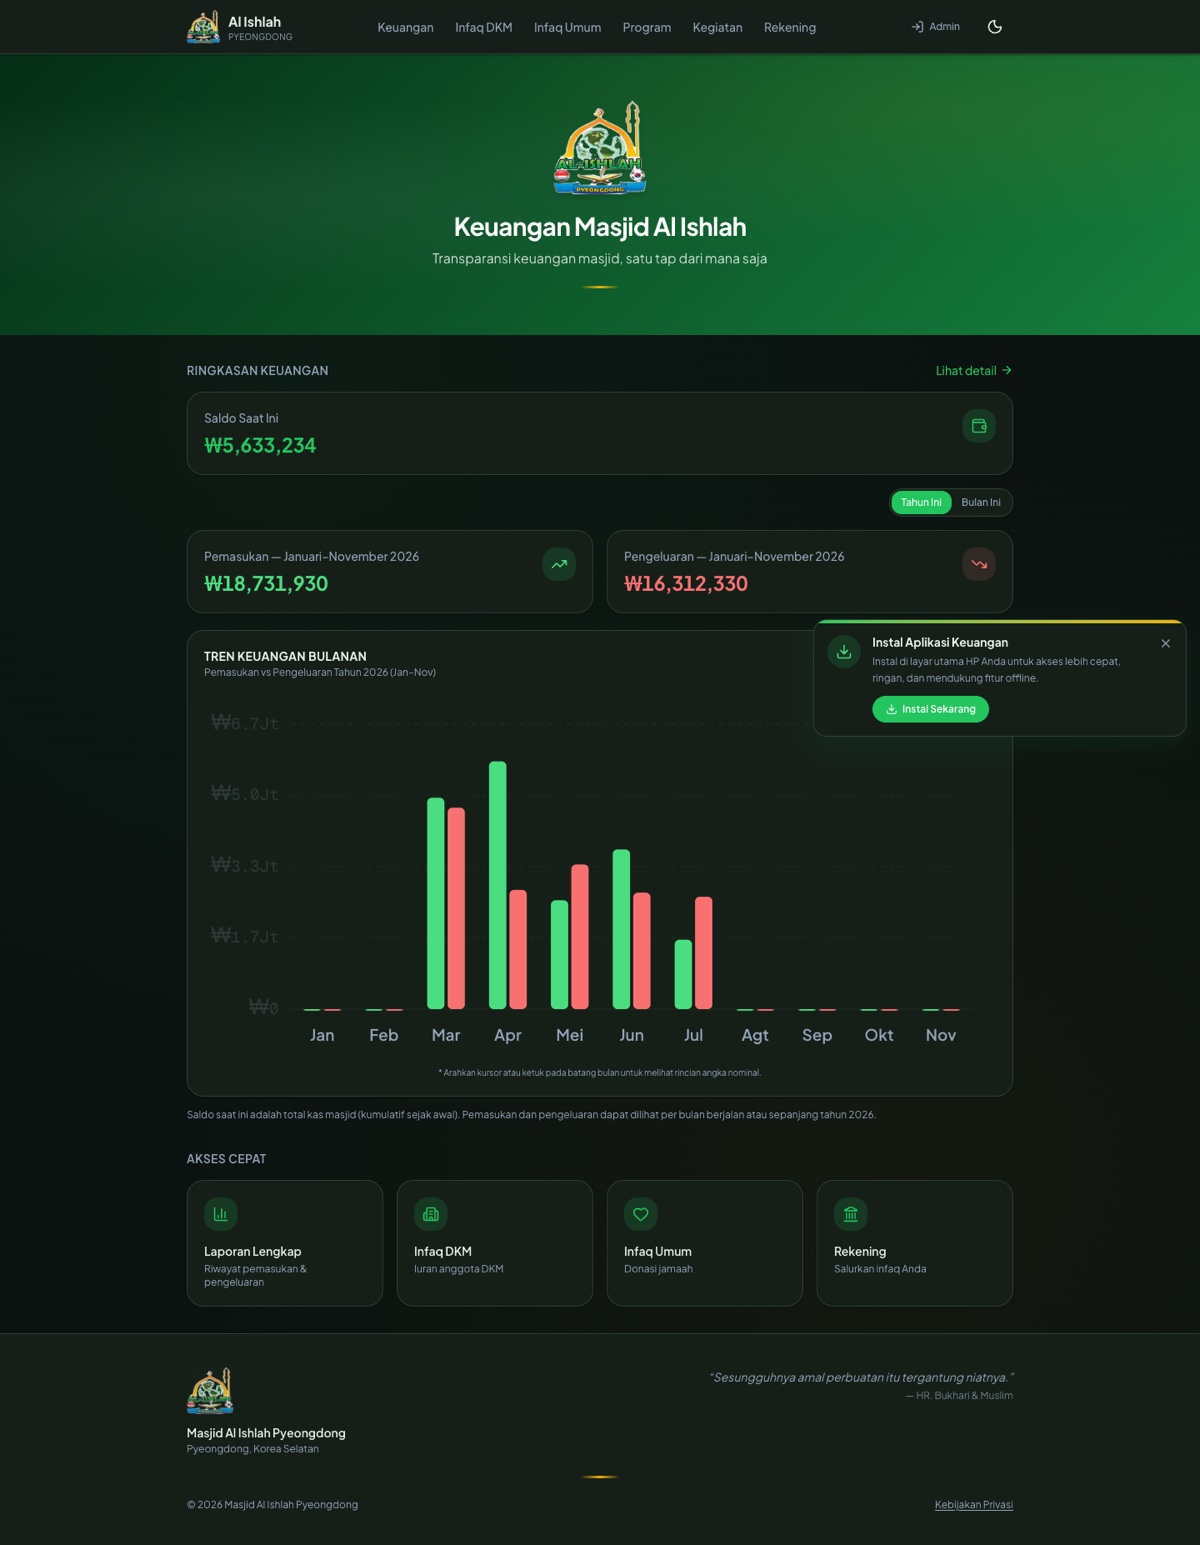 Al Ishlah
PYEONGDONG
Keuangan
Infaq DKM
Infaq Umum
Program
Kegiatan
Rekening
Admin
AL-ISHLAH
PYEONGDONG
Keuangan Masjid Al Ishlah
Transparansi keuangan masjid, satu tap dari mana saja
RINGKASAN KEUANGAN
Lihat detail →
Saldo Saat Ini
₩5,633,234
Tahun Ini
Bulan Ini
Pemasukan — Januari–November 2026
₩18,731,930
Pengeluaran — Januari–November 2026
₩16,312,330
Instal Aplikasi Keuangan
Instal di layar utama HP Anda untuk akses lebih cepat,
ringan, dan mendukung fitur offline.
Instal Sekarang
TREN KEUANGAN BULANAN
Pemasukan vs Pengeluaran Tahun 2026 (Jan–Nov)
₩6.7Jt
₩5.0Jt
₩3.3Jt
₩1.7Jt
₩0
Jan Feb Mar Apr Mei Jun Jul Agt Sep Okt Nov
* Arahkan kursor atau ketuk pada batang bulan untuk melihat rincian angka nominal.
Saldo saat ini adalah total kas masjid (kumulatif sejak awal). Pemasukan dan pengeluaran dapat dilihat per bulan berjalan atau sepanjang tahun 2026.
AKSES CEPAT
Laporan Lengkap
Riwayat pemasukan &
pengeluaran
Infaq DKM
Iuran anggota DKM
Infaq Umum
Donasi jamaah
Rekening
Salurkan infaq Anda
Masjid Al Ishlah Pyeongdong
Pyeongdong, Korea Selatan
“Sesungguhnya amal perbuatan itu tergantung niatnya.”
— HR. Bukhari & Muslim
© 2026 Masjid Al Ishlah Pyeongdong
Kebijakan Privasi